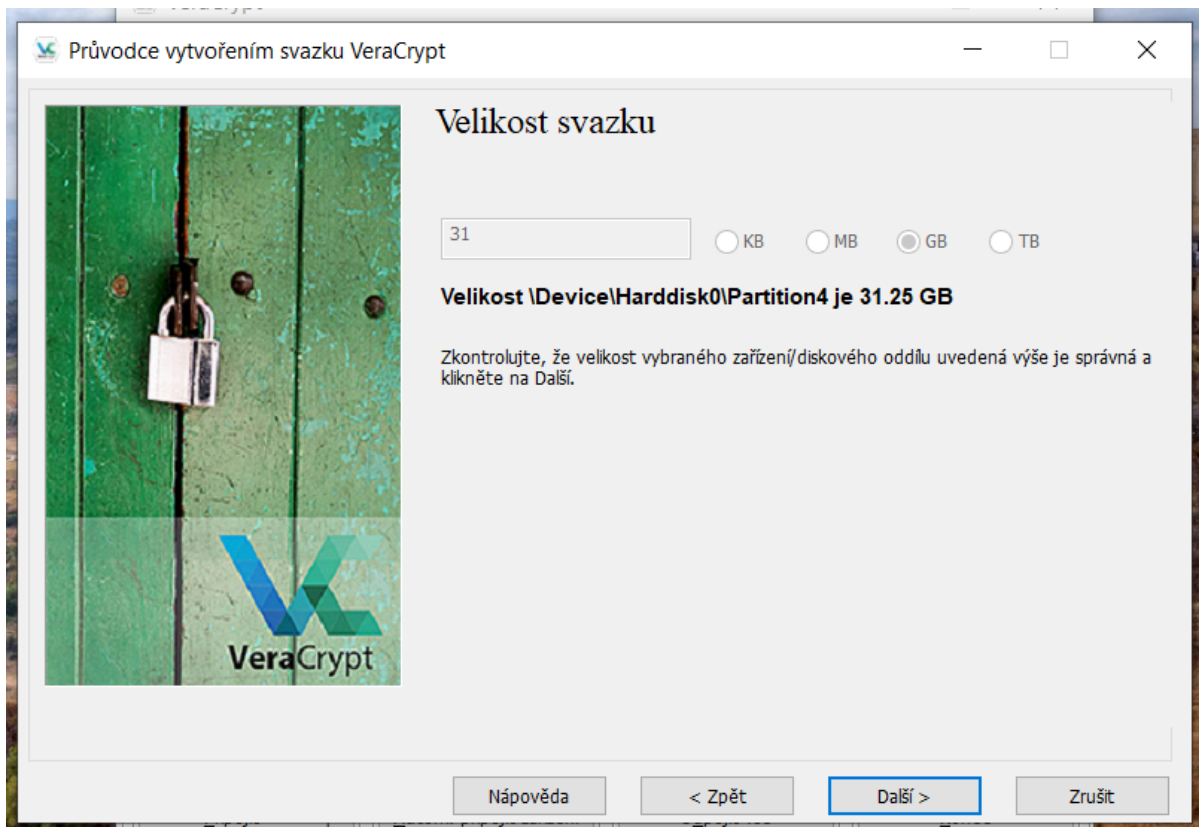 Průvodce vytvořením svazku VeraCrypt
Velikost svazku
31
KB
MB
GB
TB
Velikost \Device\Harddisk0\Partition4 je 31.25 GB
Zkontrolujte, že velikost vybraného zařízení/diskového oddílu uvedená výše je správná a
klikněte na Další.
VeraCrypt
Nápověda
< Zpět
Další >
Zrušit